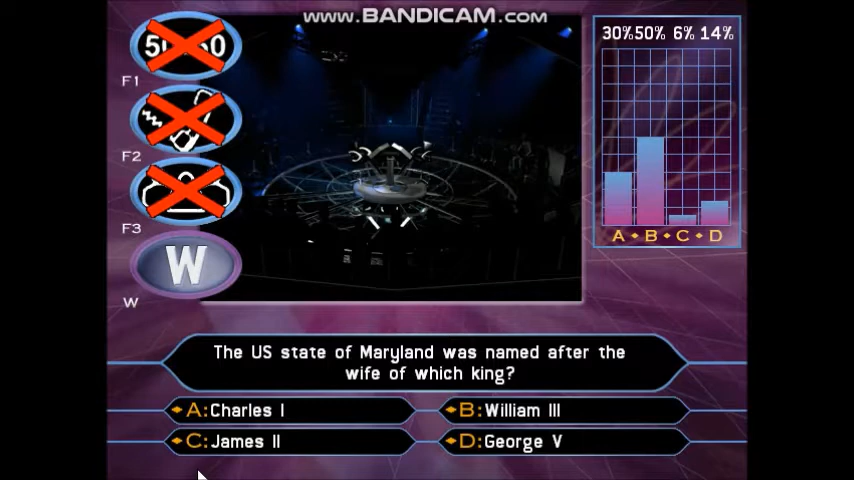 www.BANDICAM.com
30% 50% 6% 14%
F1
F2
F3
W
W
A B C D
The US state of Maryland was named after the
wife of which king?
A: Charles I
B: William III
C: James II
D: George V